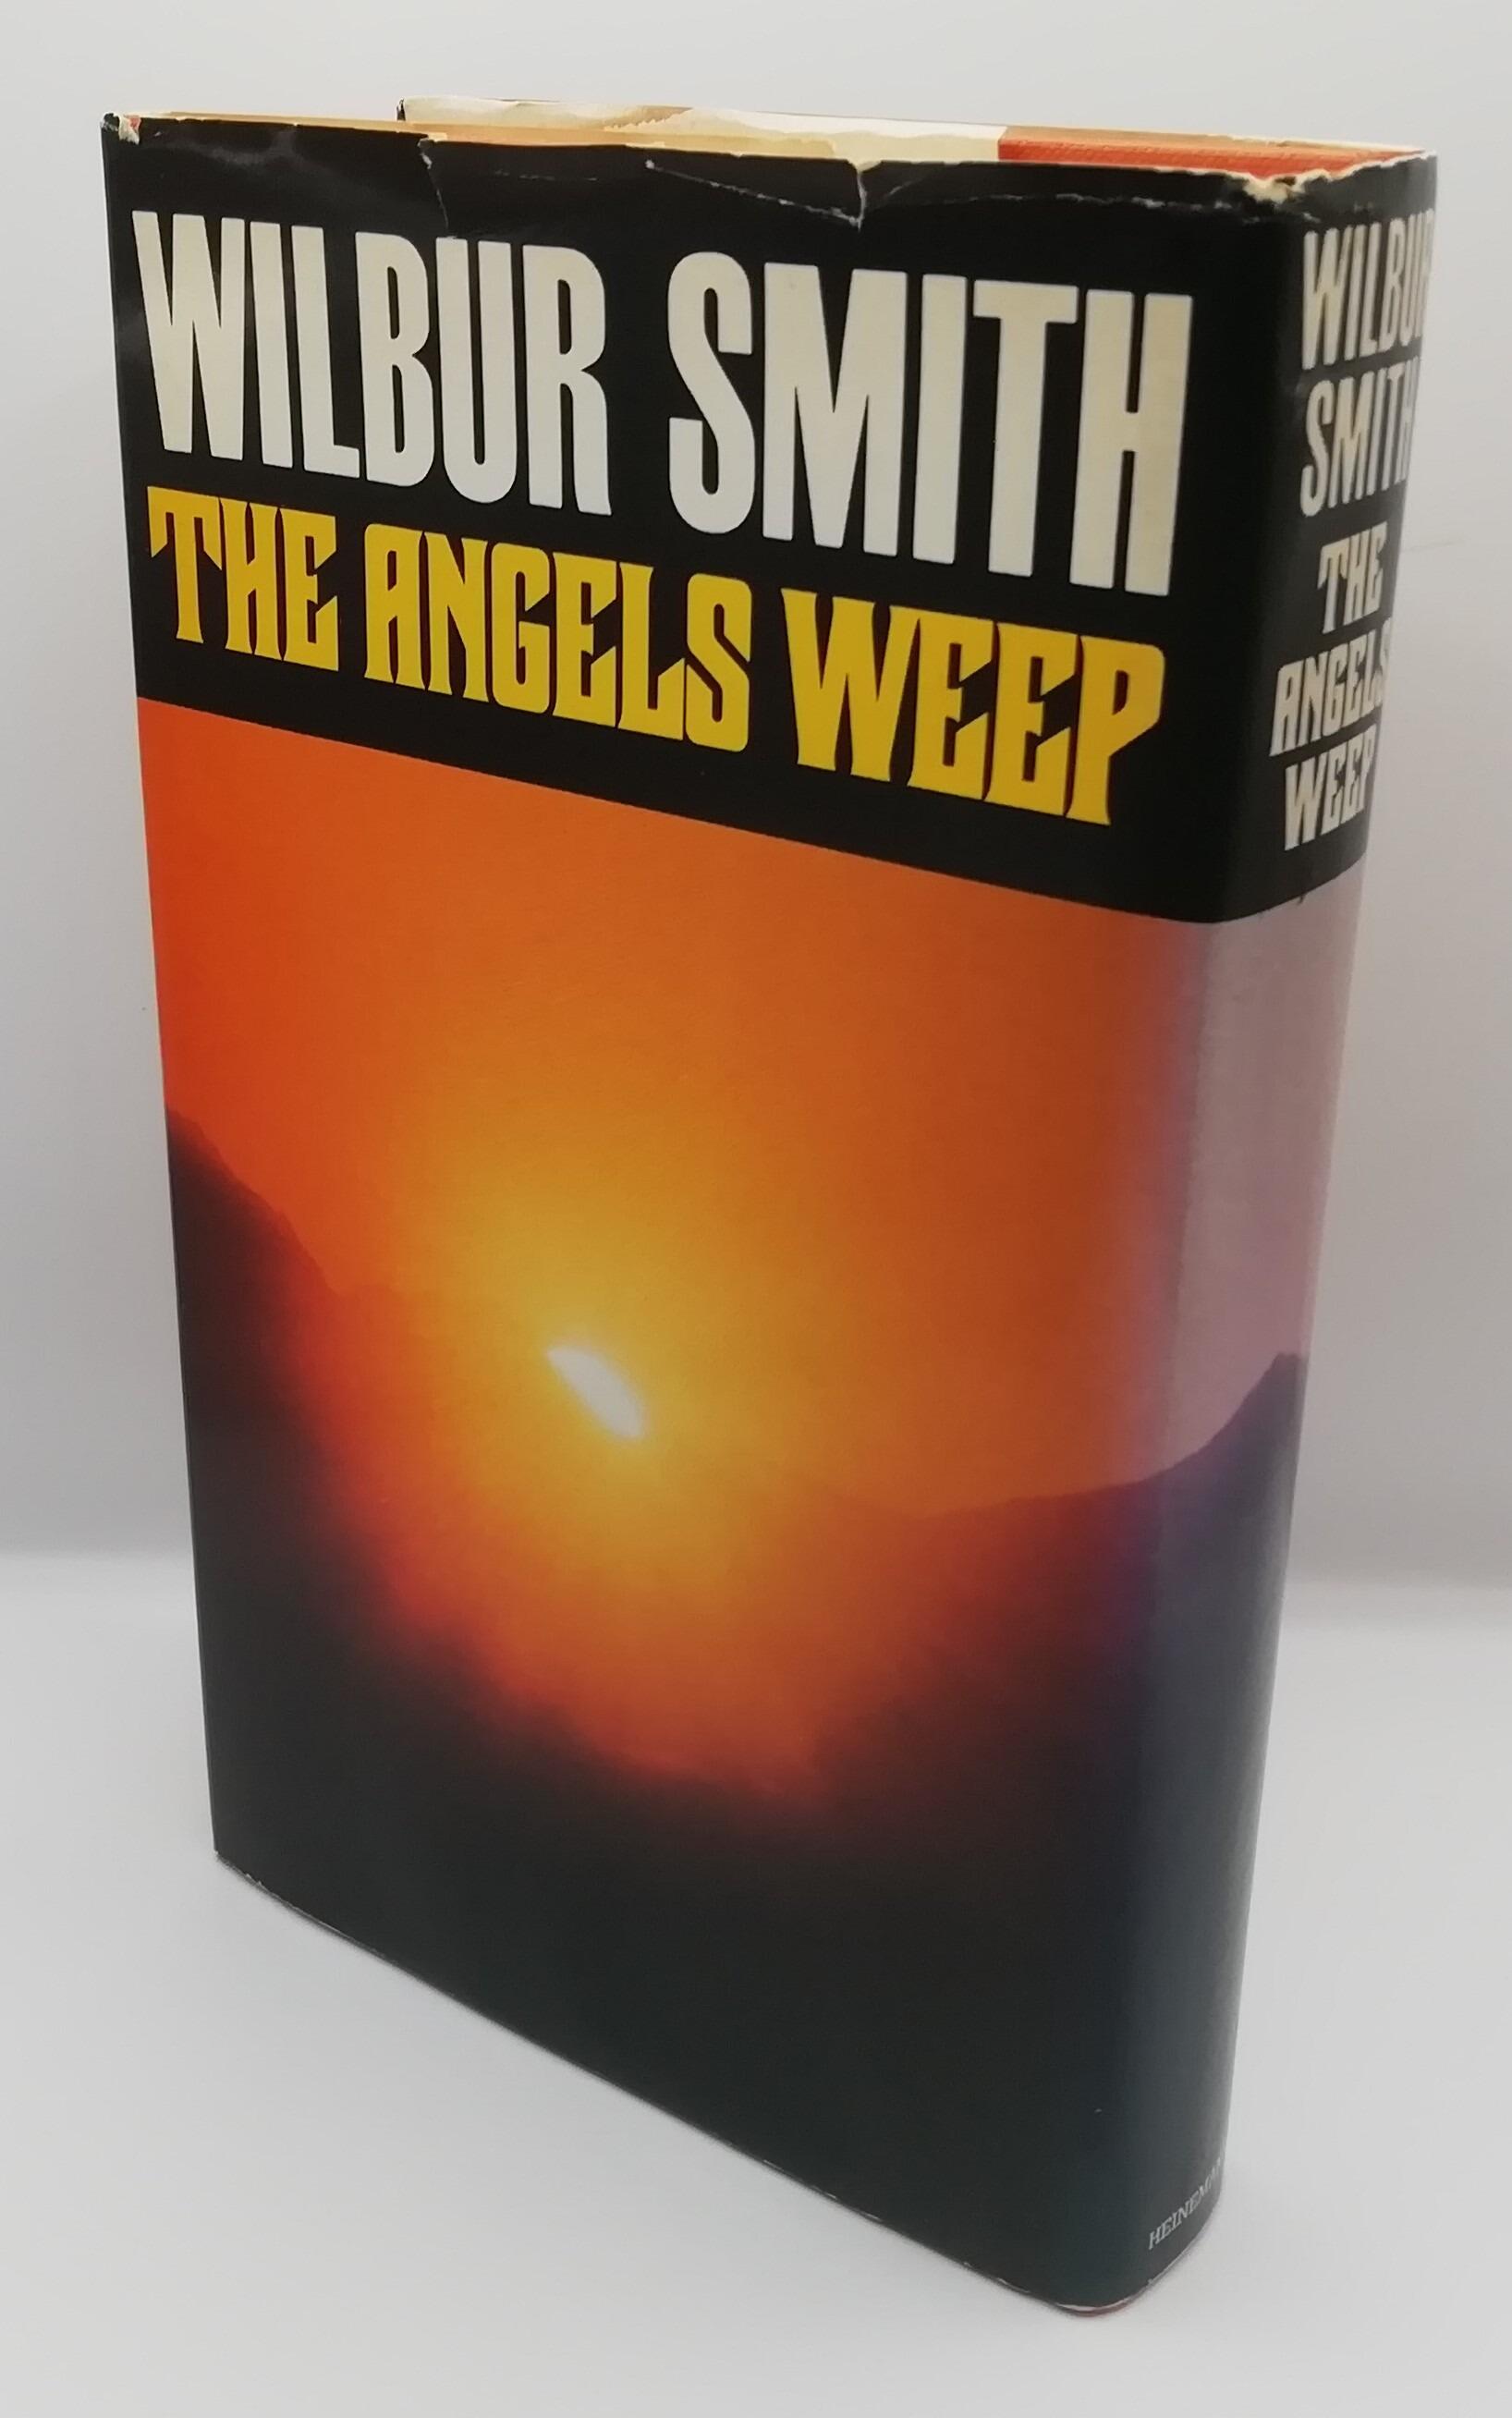 WILBUR SMITH
THE ANGELS WEEP
WILBUR
SMITH
THE
ANGELS
WEEP